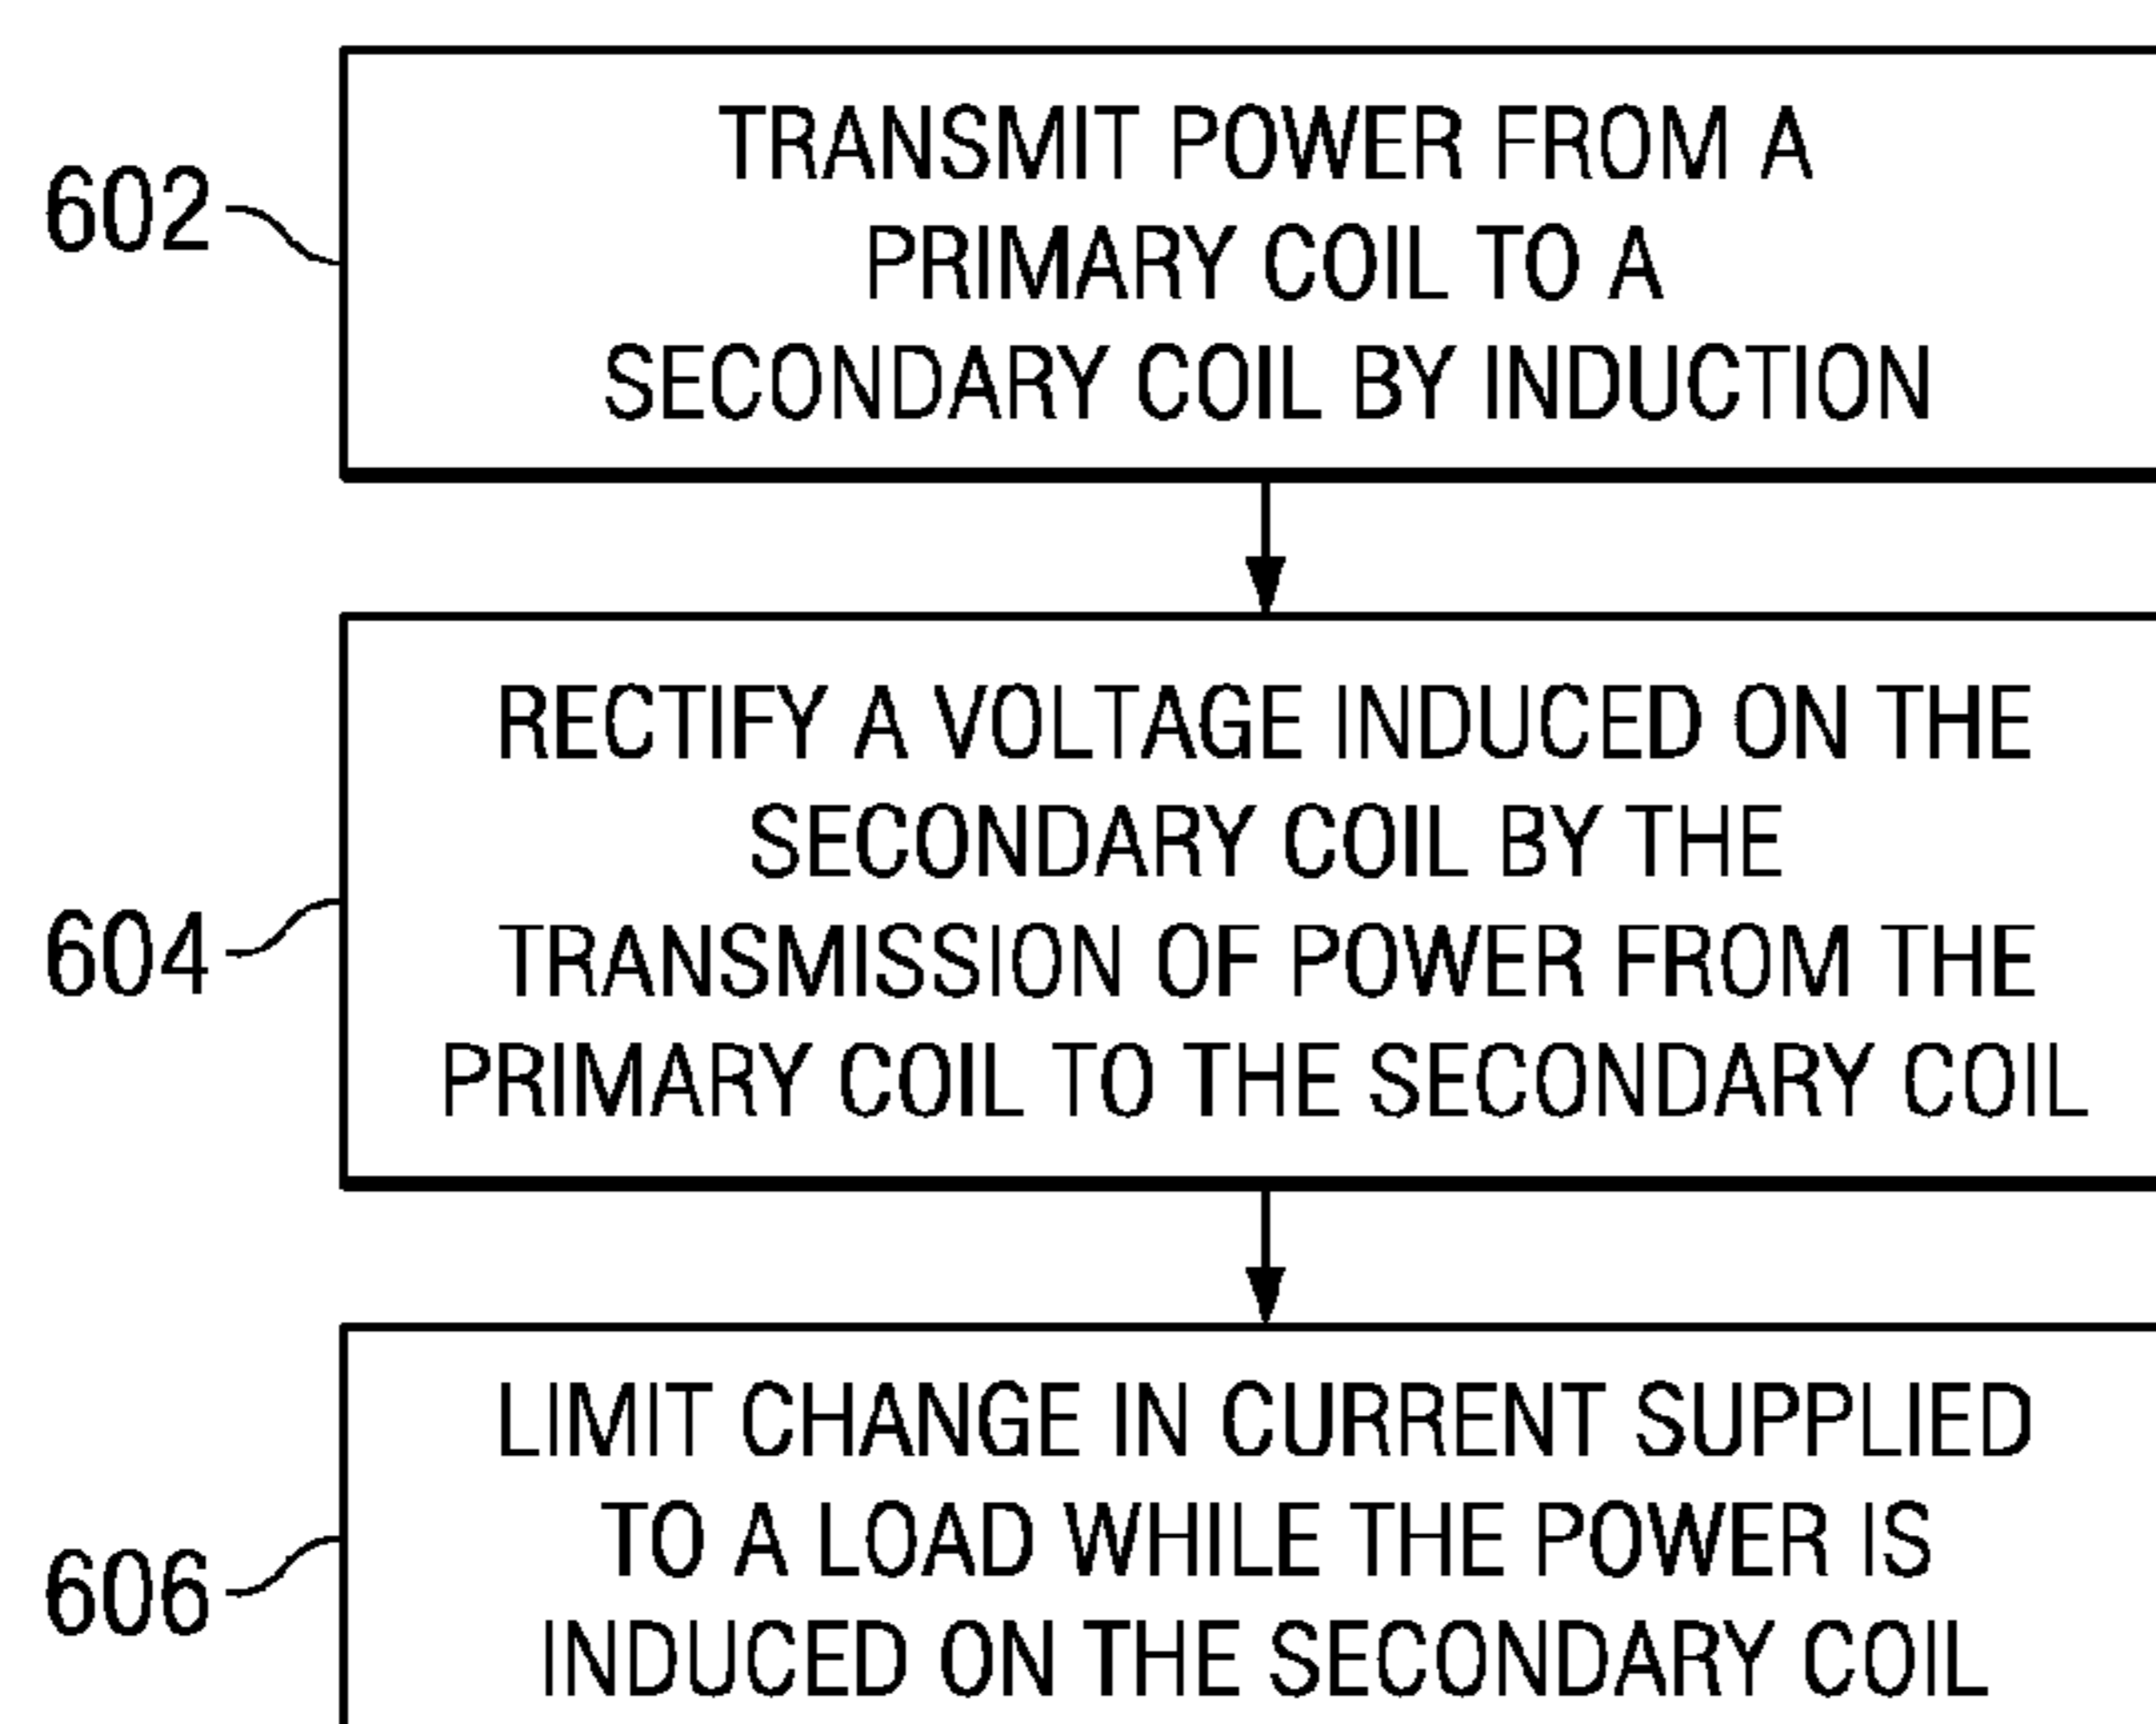 602
TRANSMIT POWER FROM A
PRIMARY COIL TO A
SECONDARY COIL BY INDUCTION
604
RECTIFY A VOLTAGE INDUCED ON THE
SECONDARY COIL BY THE
TRANSMISSION OF POWER FROM THE
PRIMARY COIL TO THE SECONDARY COIL
606
LIMIT CHANGE IN CURRENT SUPPLIED
TO A LOAD WHILE THE POWER IS
INDUCED ON THE SECONDARY COIL